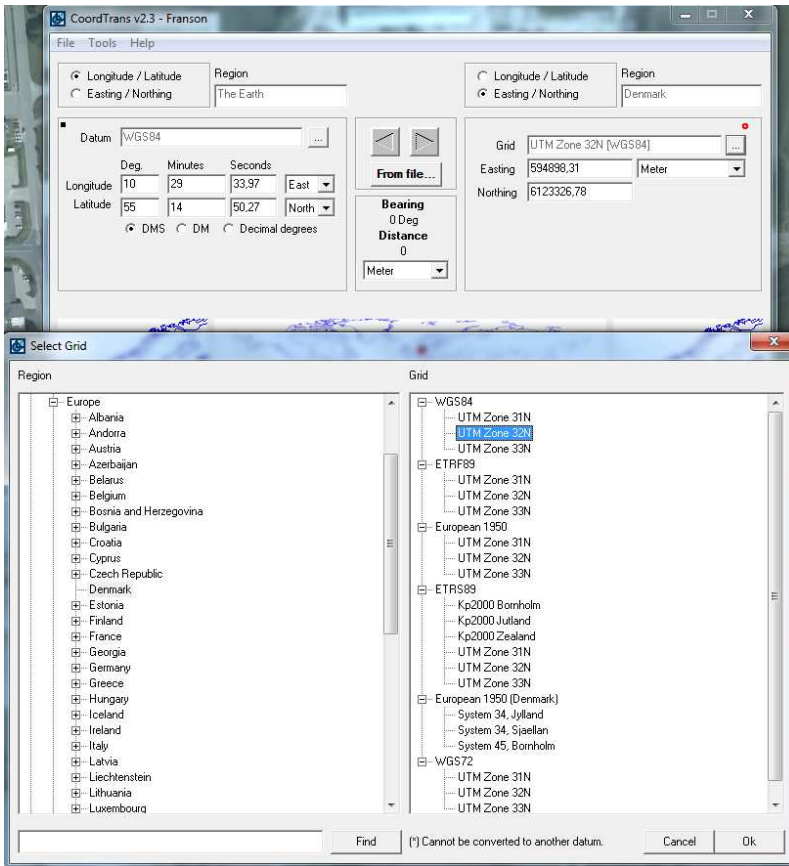 CoordTrans v2.3 - Franson
File Tools Help
Longitude / Latitude
Easting / Northing
Region
The Earth
Longitude / Latitude
Easting / Northing
Region
Denmark
Datum WGS84 ...
Deg. Minutes Seconds
Longitude 10 29 33,97 East
Latitude 55 14 50,27 North
DMS DM Decimal degrees
From file...
Bearing
0 Deg
Distance
0
Meter
Grid UTM Zone 32N [WGS84] ...
Easting 594898,31 Meter
Northing 6123326,78
Select Grid
Region
Europe
Albania
Andorra
Austria
Azerbaijan
Belarus
Belgium
Bosnia and Herzegovina
Bulgaria
Croatia
Cyprus
Czech Republic
Denmark
Estonia
Finland
France
Georgia
Germany
Greece
Hungary
Iceland
Ireland
Italy
Latvia
Liechtenstein
Lithuania
Luxembourg
Grid
WGS84
UTM Zone 31N
UTM Zone 32N
UTM Zone 33N
ETRF89
UTM Zone 31N
UTM Zone 32N
UTM Zone 33N
European 1950
UTM Zone 31N
UTM Zone 32N
UTM Zone 33N
ETRS89
Kp2000 Bornholm
Kp2000 Jutland
Kp2000 Zealand
UTM Zone 31N
UTM Zone 32N
UTM Zone 33N
European 1950 (Denmark)
System 34, Jylland
System 34, Sjaellan
System 45, Bornholm
WGS72
UTM Zone 31N
UTM Zone 32N
UTM Zone 33N
Find
(*) Cannot be converted to another datum.
Cancel
Ok